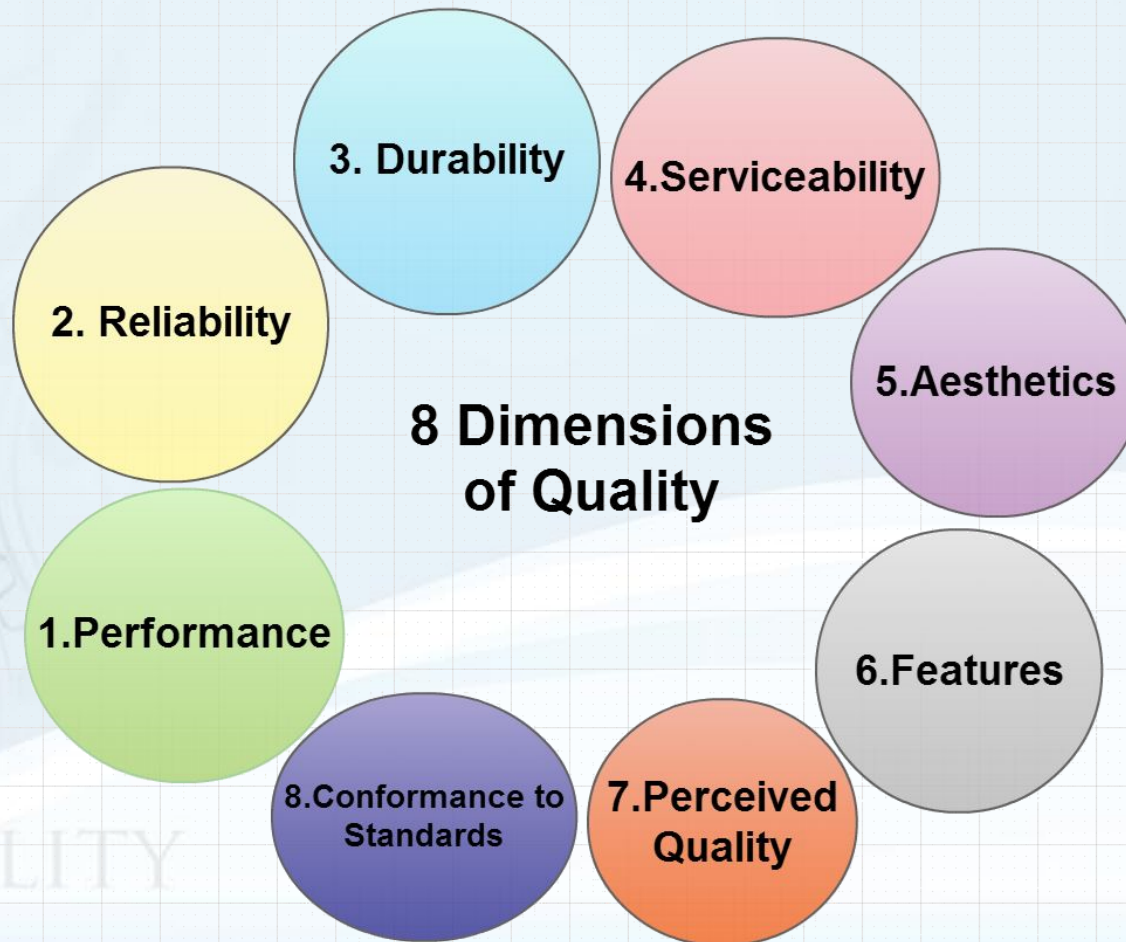 8 Dimensions
of Quality
1.Performance
2. Reliability
3. Durability
4.Serviceability
5.Aesthetics
6.Features
7.Perceived
Quality
8.Conformance to
Standards
LITY